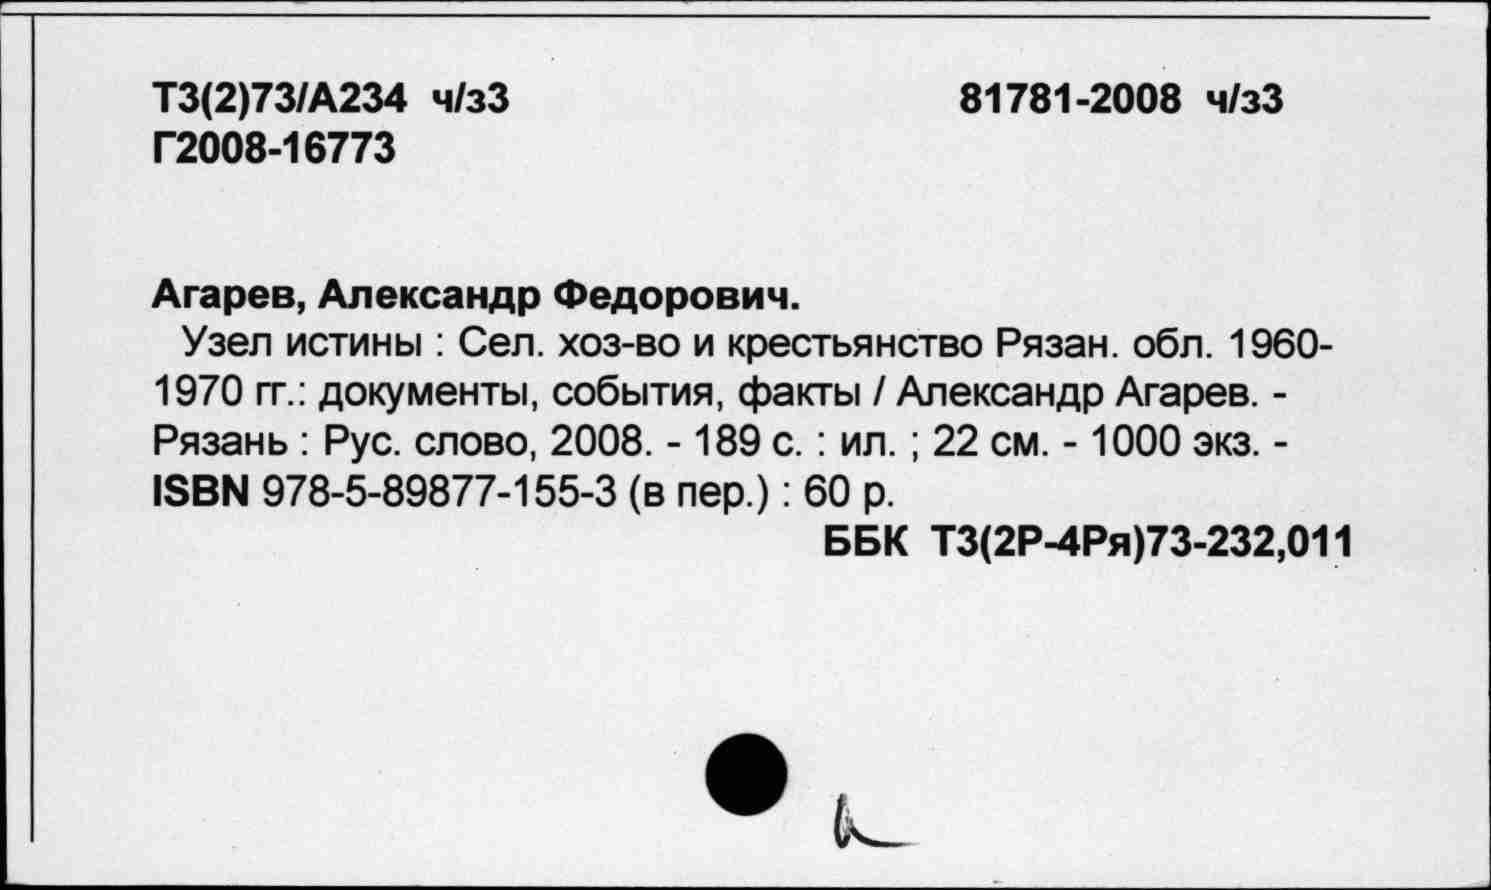 Т3(2)73/А234 ч/з3 81781-2008 ч/з3
Г2008-16773
Агарев, Александр Федорович.
Узел истины : Сел. хоз-во и крестьянство Рязан. обл. 1960-
1970 гг.: документы, события, факты / Александр Агарев. -
Рязань : Рус. слово, 2008. - 189 с. : ил. ; 22 см. - 1000 экз. -
ISBN 978-5-89877-155-3 (в пер.) : 60 р.
ББК Т3(2Р-4Ря)73-232,011